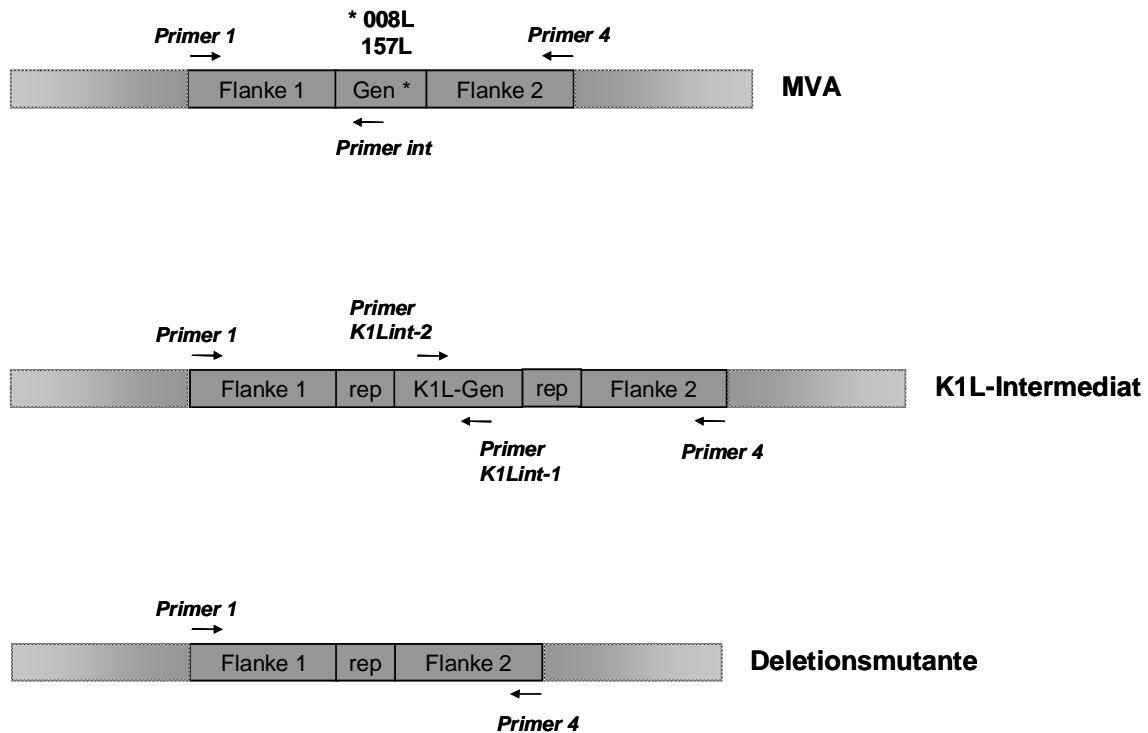 * 008L
157L
Primer 1
Primer 4
Flanke 1
Gen *
Flanke 2
MVA
Primer int
Primer
K1Lint-2
Primer 1
Flanke 1
rep
K1L-Gen
rep
Flanke 2
K1L-Intermediat
Primer
K1Lint-1
Primer 4
Primer 1
Flanke 1
rep
Flanke 2
Deletionsmutante
Primer 4